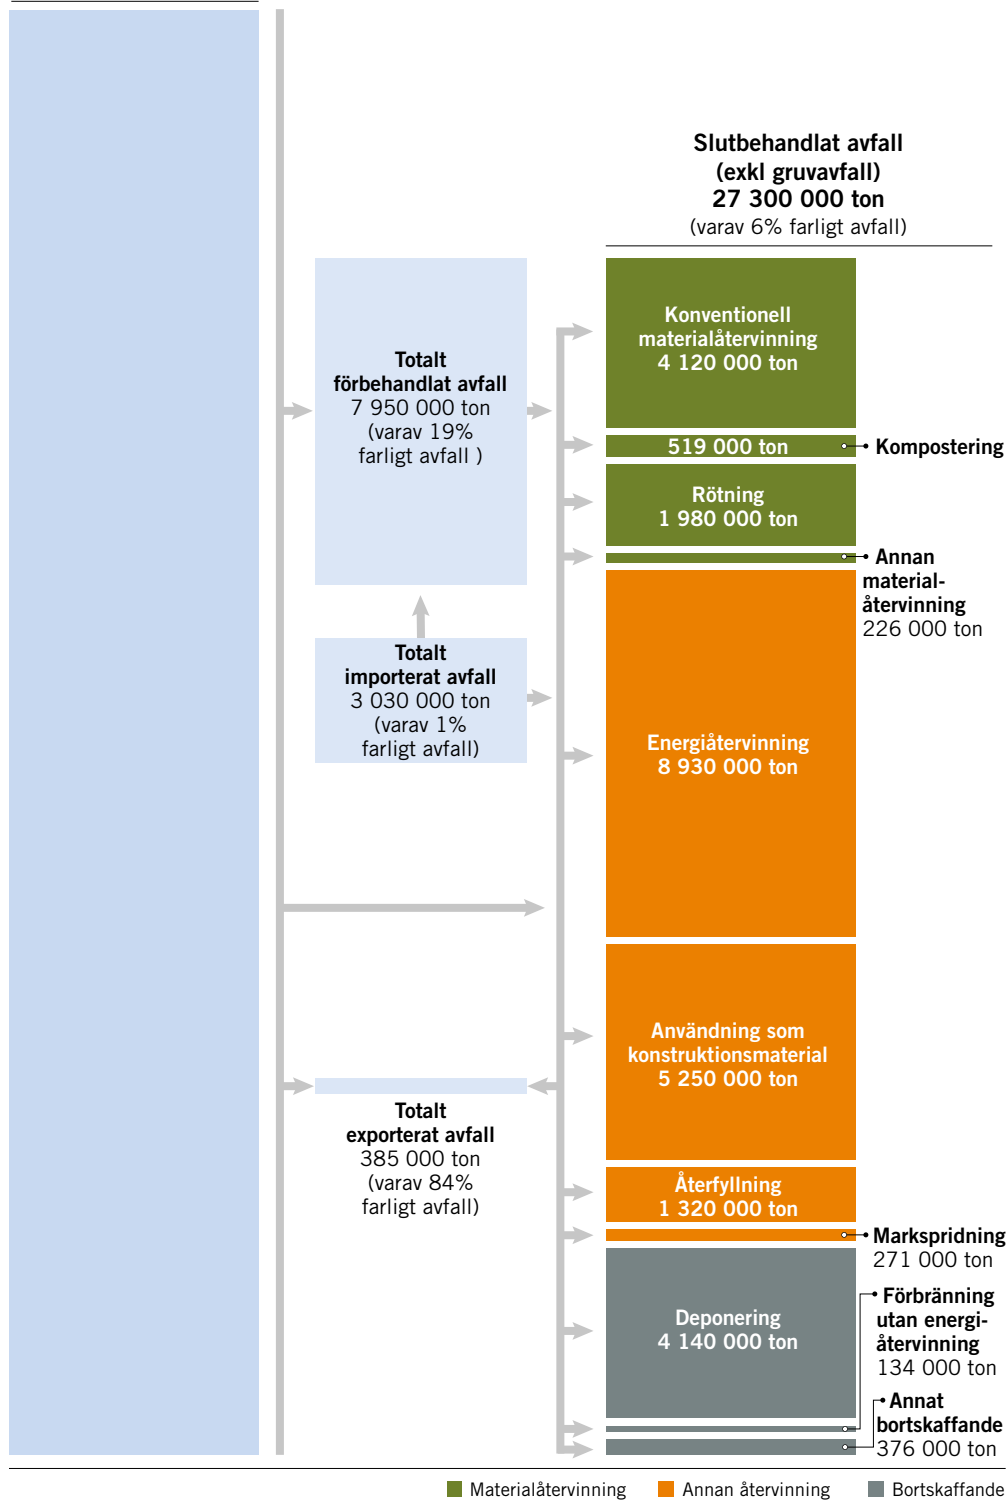 Slutbehandlat avfall
(exkl gruvavfall)
27 300 000 ton
(varav 6% farligt avfall)
Totalt
förbehandlat avfall
7 950 000 ton
(varav 19%
farligt avfall )
Totalt
importerat avfall
3 030 000 ton
(varav 1%
farligt avfall)
Totalt
exporterat avfall
385 000 ton
(varav 84%
farligt avfall)
Konventionell
materialåtervinning
4 120 000 ton
519 000 ton
Kompostering
Rötning
1 980 000 ton
Annan
material-
återvinning
226 000 ton
Energiåtervinning
8 930 000 ton
Användning som
konstruktionsmaterial
5 250 000 ton
Återfyllning
1 320 000 ton
Markspridning
271 000 ton
Deponering
4 140 000 ton
Förbränning
utan energi-
återvinning
134 000 ton
Annat
bortskaffande
376 000 ton
Materialåtervinning
Annan återvinning
Bortskaffande